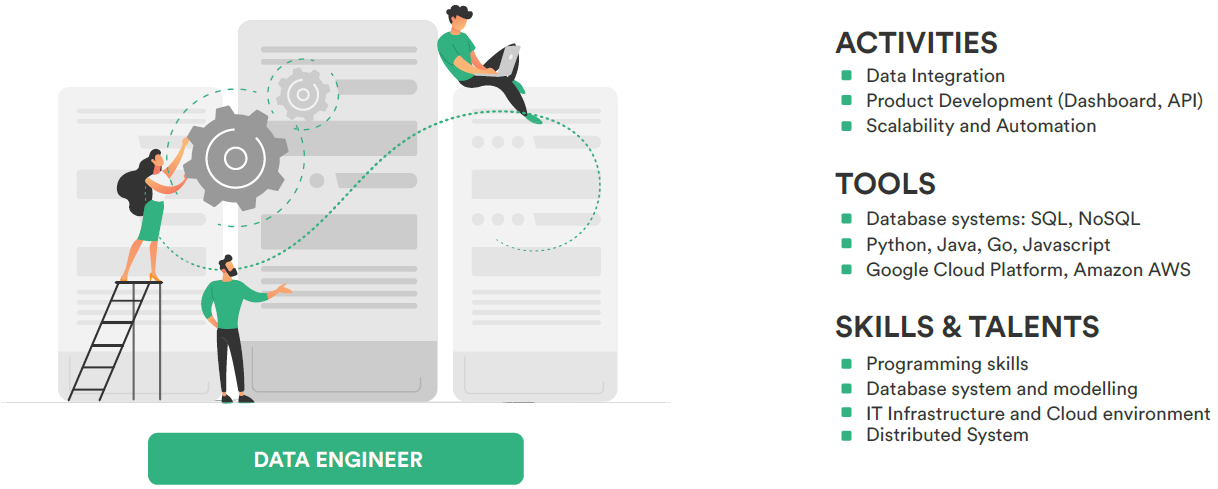 ACTIVITIES
Data Integration
Product Development (Dashboard, API)
Scalability and Automation
TOOLS
Database systems: SQL, NoSQL
Python, Java, Go, Javascript
Google Cloud Platform, Amazon AWS
SKILLS & TALENTS
Programming skills
Database system and modelling
IT Infrastructure and Cloud environment
Distributed System
DATA ENGINEER